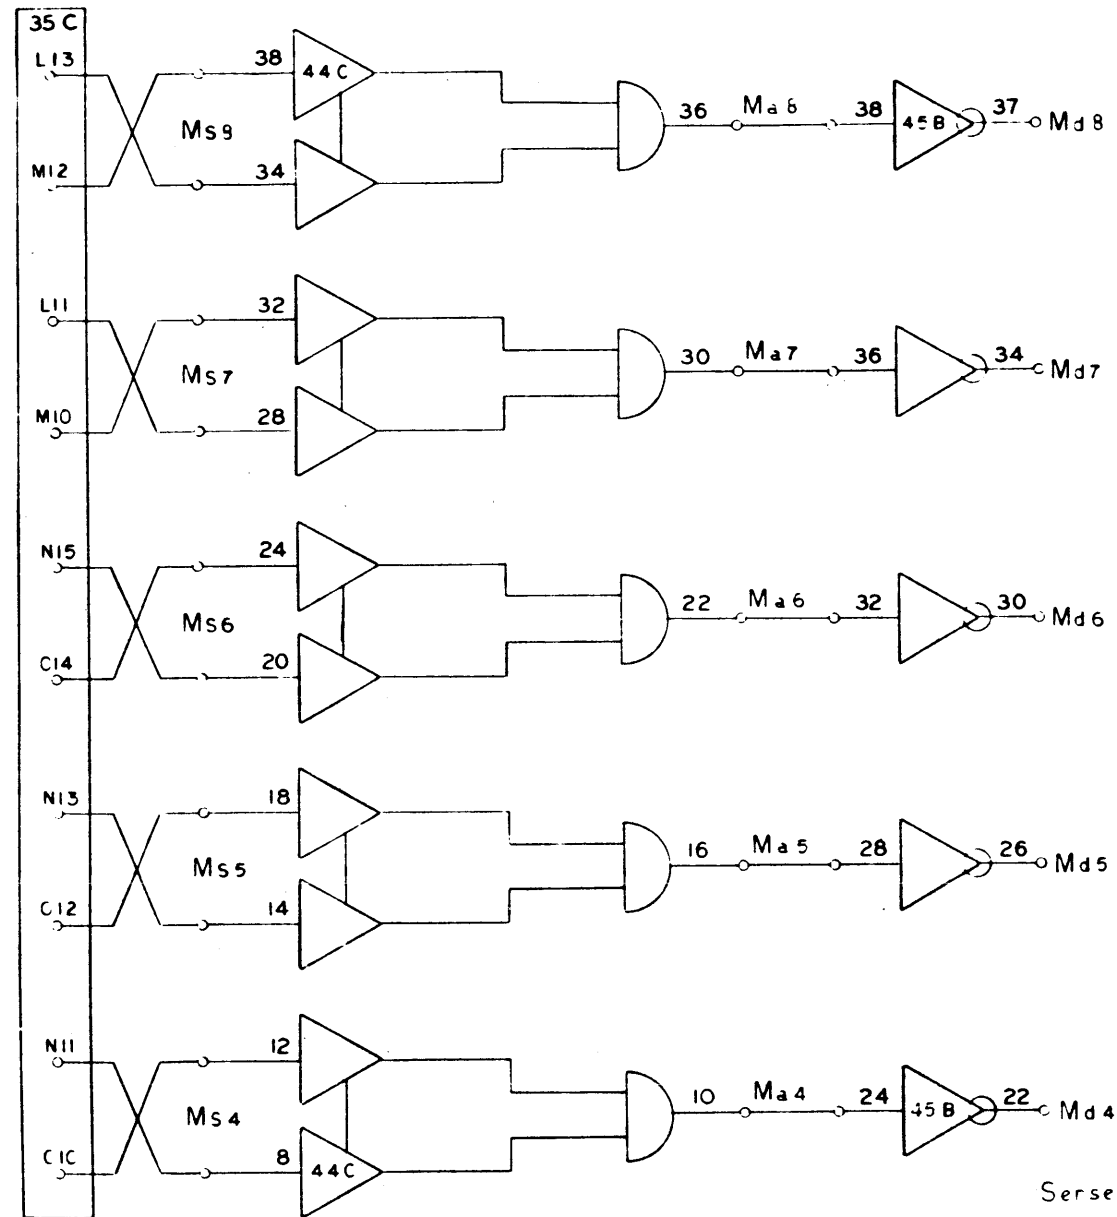 35 C
L13 38 44C
Ms9 36 Ma8 38 45B 37 Md8
M12 34
L11 32
Ms7 30 Ma7 36 34 Md7
M10 28
N15 24
Ms6 22 Ma6 32 30 Md6
C14 20
N13 18
Ms5 16 Ma5 28 26 Md5
C12 14
N11 12
Ms4 10 Ma4 24 45B 22 Md4
C10 8 44C
Serse